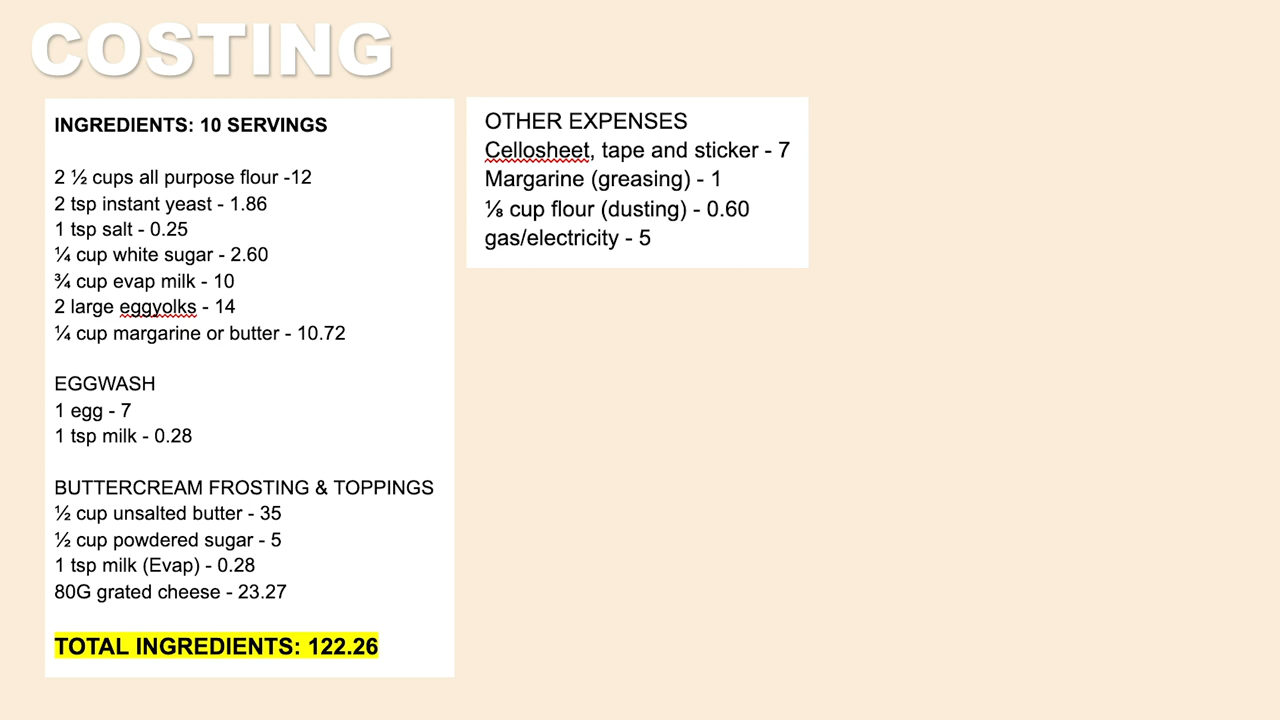 COSTING
INGREDIENTS: 10 SERVINGS
2 ½ cups all purpose flour -12
2 tsp instant yeast - 1.86
1 tsp salt - 0.25
¼ cup white sugar - 2.60
¾ cup evap milk - 10
2 large eggyolks - 14
¼ cup margarine or butter - 10.72
EGGWASH
1 egg - 7
1 tsp milk - 0.28
BUTTERCREAM FROSTING & TOPPINGS
½ cup unsalted butter - 35
½ cup powdered sugar - 5
1 tsp milk (Evap) - 0.28
80G grated cheese - 23.27
TOTAL INGREDIENTS: 122.26
OTHER EXPENSES
Cellosheet, tape and sticker - 7
Margarine (greasing) - 1
⅛ cup flour (dusting) - 0.60
gas/electricity - 5